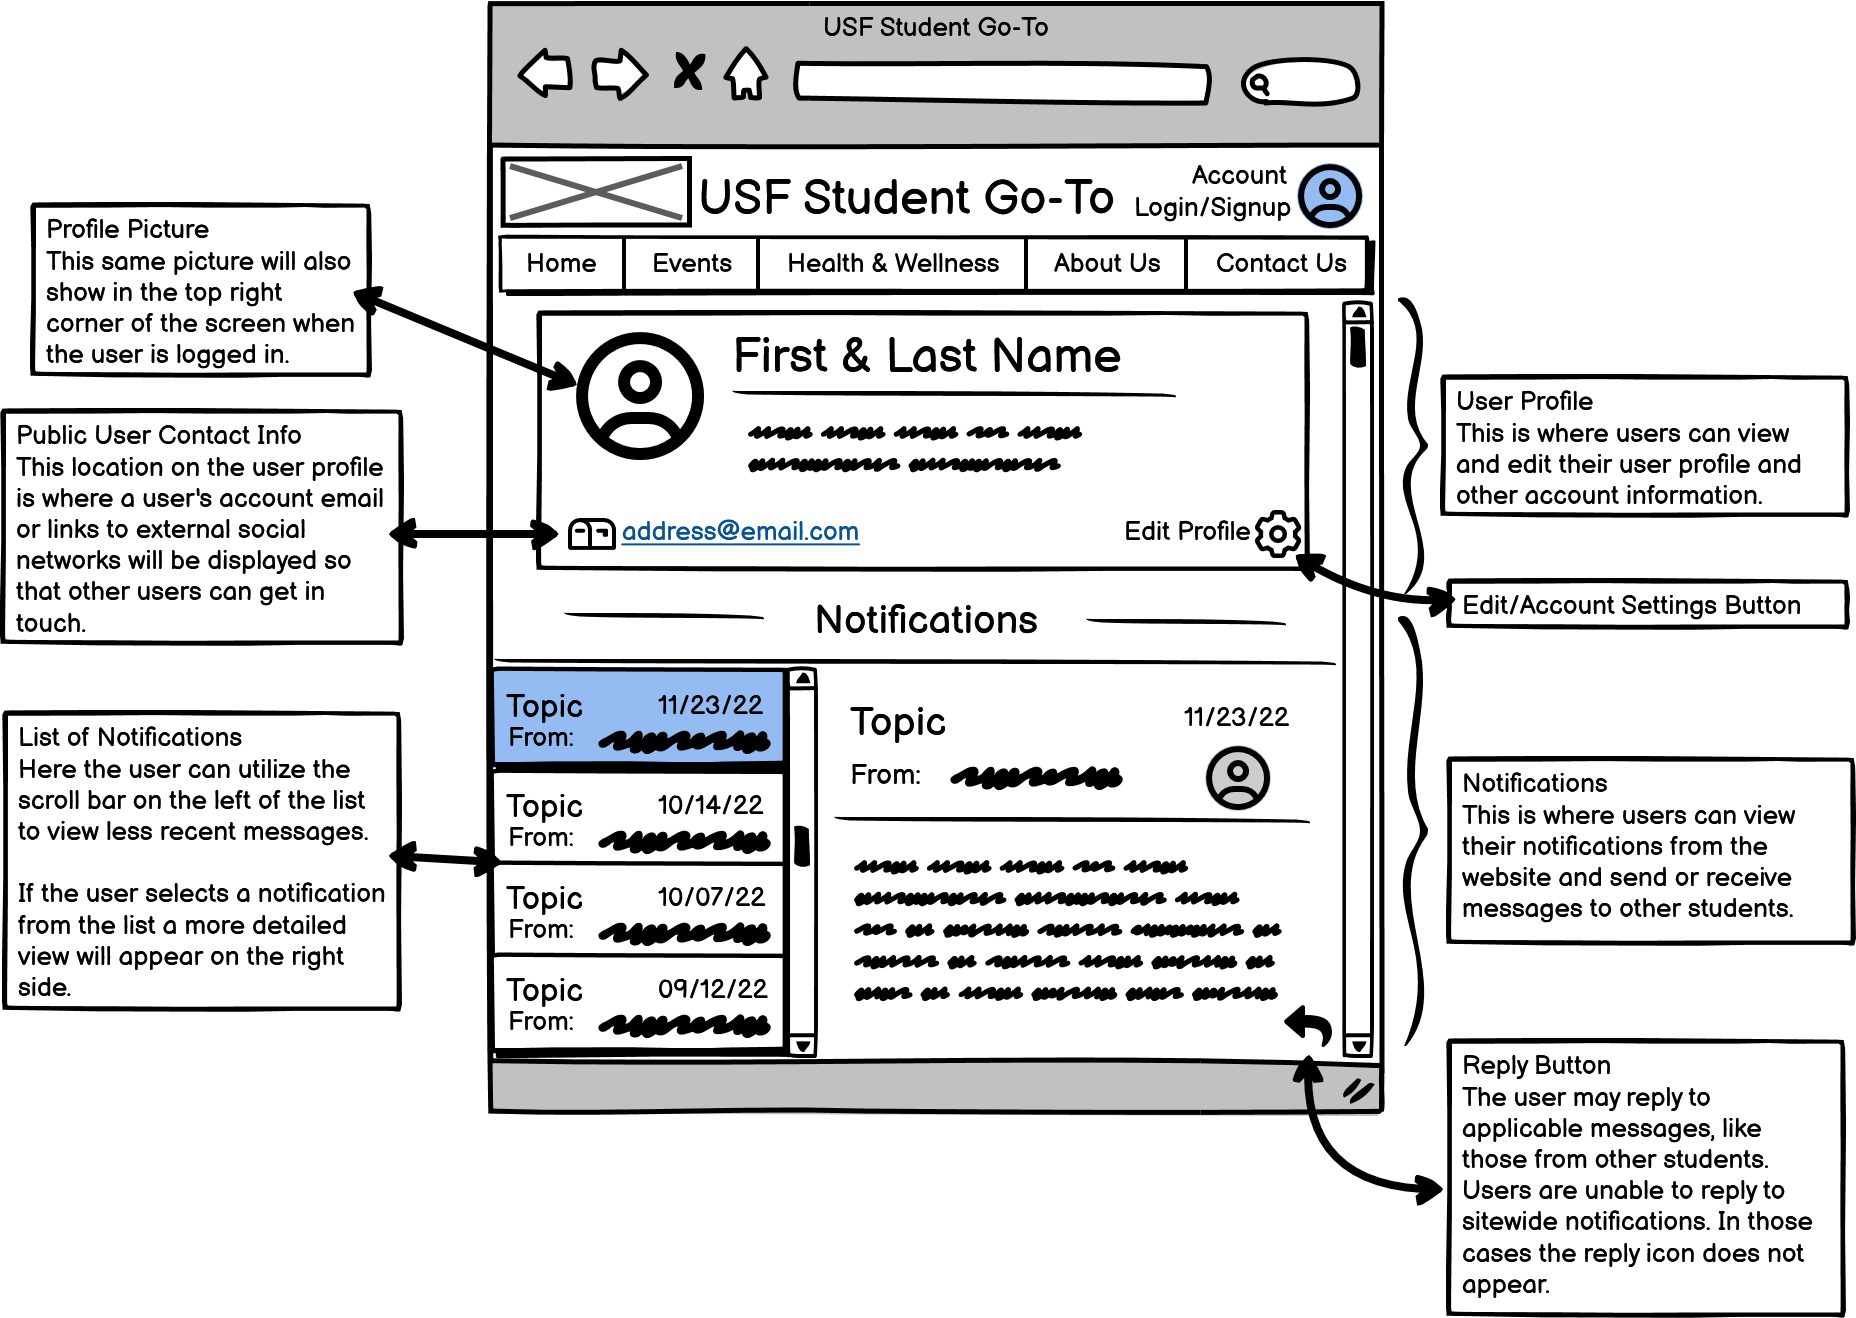 USF Student Go-To
USF Student Go-To
Account
Login/Signup
Home
Events
Health & Wellness
About Us
Contact Us
Profile Picture
This same picture will also
show in the top right
corner of the screen when
the user is logged in.
First & Last Name
address@email.com
Edit Profile
Public User Contact Info
This location on the user profile
is where a user's account email
or links to external social
networks will be displayed so
that other users can get in
touch.
User Profile
This is where users can view
and edit their user profile and
other account information.
Edit/Account Settings Button
Notifications
Topic
11/23/22
From:
Topic
10/14/22
From:
Topic
10/07/22
From:
Topic
09/12/22
From:
Topic
11/23/22
From:
List of Notifications
Here the user can utilize the
scroll bar on the left of the list
to view less recent messages.
If the user selects a notification
from the list a more detailed
view will appear on the right
side.
Notifications
This is where users can view
their notifications from the
website and send or receive
messages to other students.
Reply Button
The user may reply to
applicable messages, like
those from other students.
Users are unable to reply to
sitewide notifications. In those
cases the reply icon does not
appear.